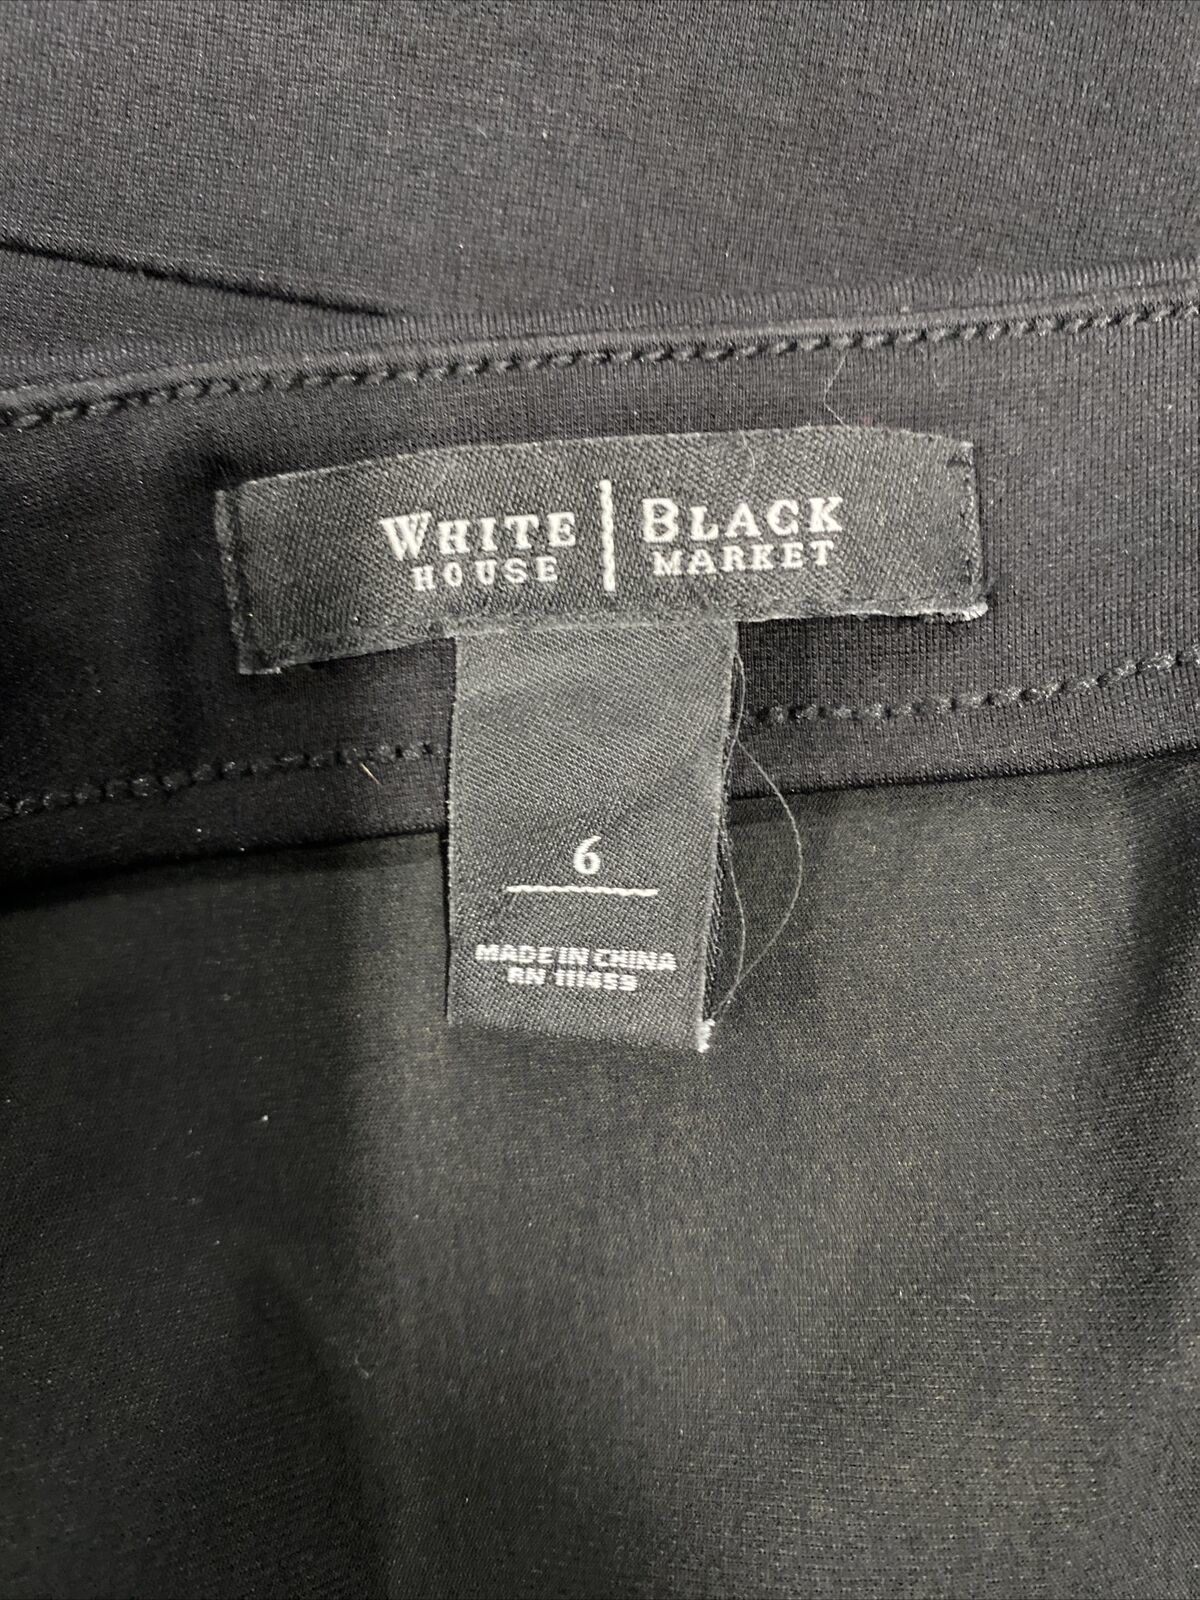 WHITE HOUSE | BLACK MARKET
6
MADE IN CHINA
RN 111459